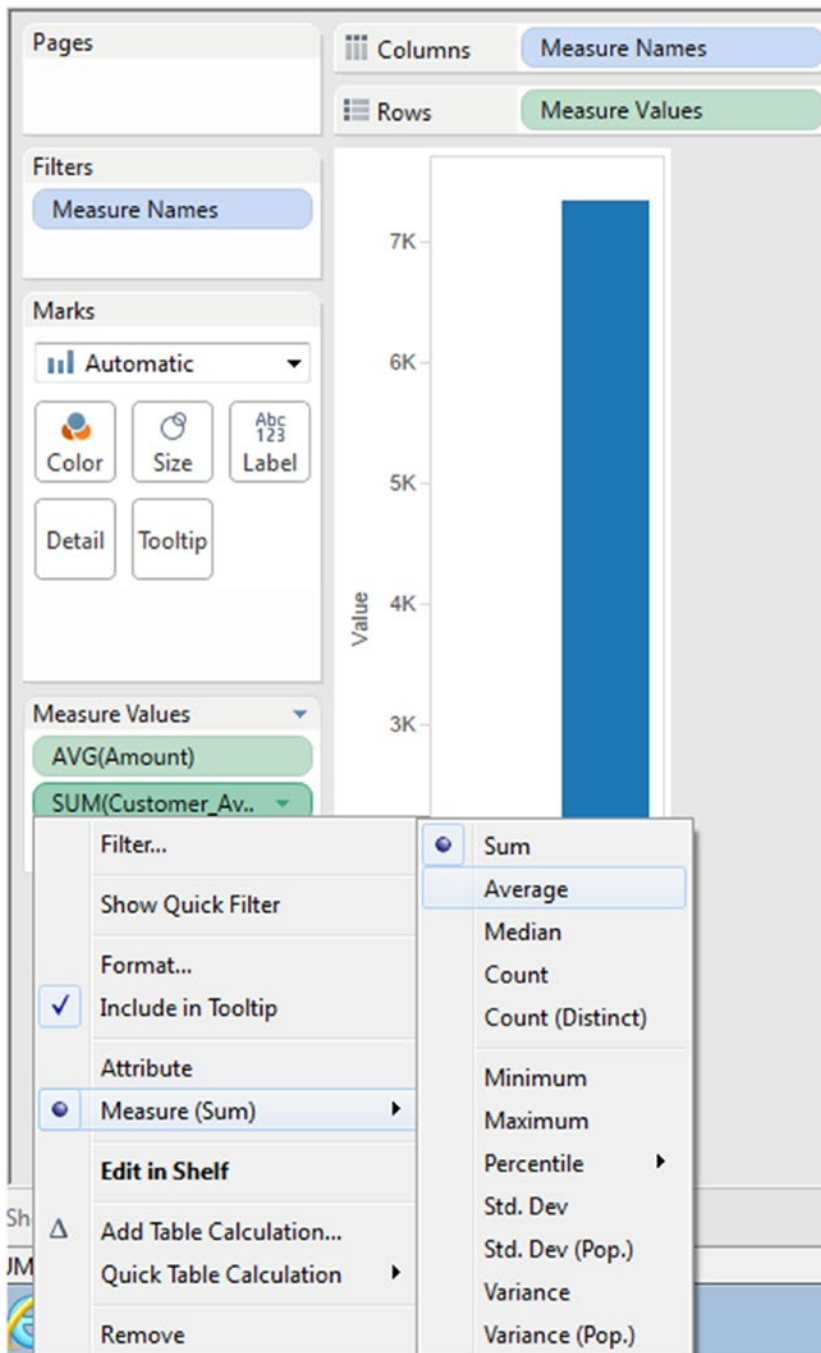 Pages
Columns
Measure Names
Rows
Measure Values
Filters
Measure Names
Marks
Automatic
Color
Size
Abc
123
Label
Detail
Tooltip
7K
6K
5K
4K
3K
Value
Measure Values
AVG(Amount)
SUM(Customer_Av..
Filter...
Show Quick Filter
Format...
Include in Tooltip
Attribute
Measure (Sum)
Edit in Shelf
Add Table Calculation...
Quick Table Calculation
Remove
Sum
Average
Median
Count
Count (Distinct)
Minimum
Maximum
Percentile
Std. Dev
Std. Dev (Pop.)
Variance
Variance (Pop.)